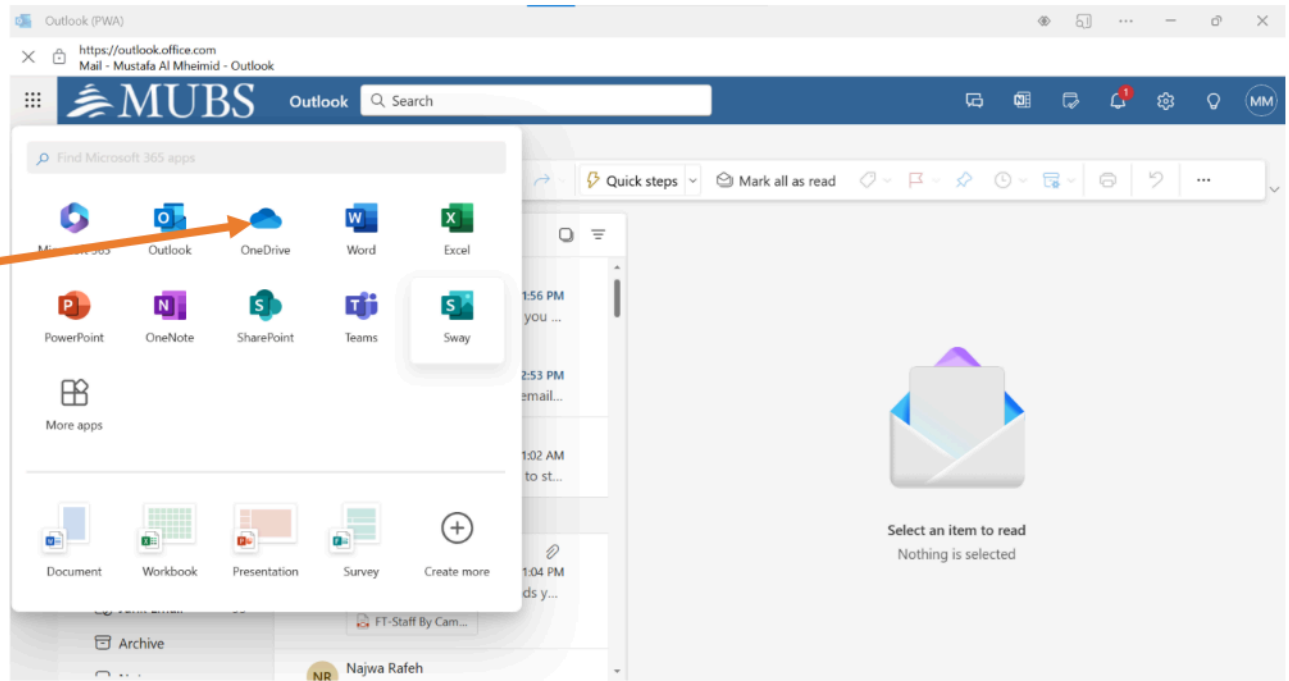 Outlook (PWA)
https://outlook.office.com
Mail - Mustafa Al Mheimid - Outlook
MUBS Outlook Search 1 MM
Find Microsoft 365 apps
Quick steps Mark all as read
Microsoft 365 Outlook OneDrive Word Excel
PowerPoint OneNote SharePoint Teams Sway
More apps
Document Workbook Presentation Survey Create more
1:56 PM
you ...
2:53 PM
email...
1:02 AM
to st...
1:04 PM
ds y...
FT-Staff By Cam...
Archive
NR Najwa Rafeh
Select an item to read
Nothing is selected